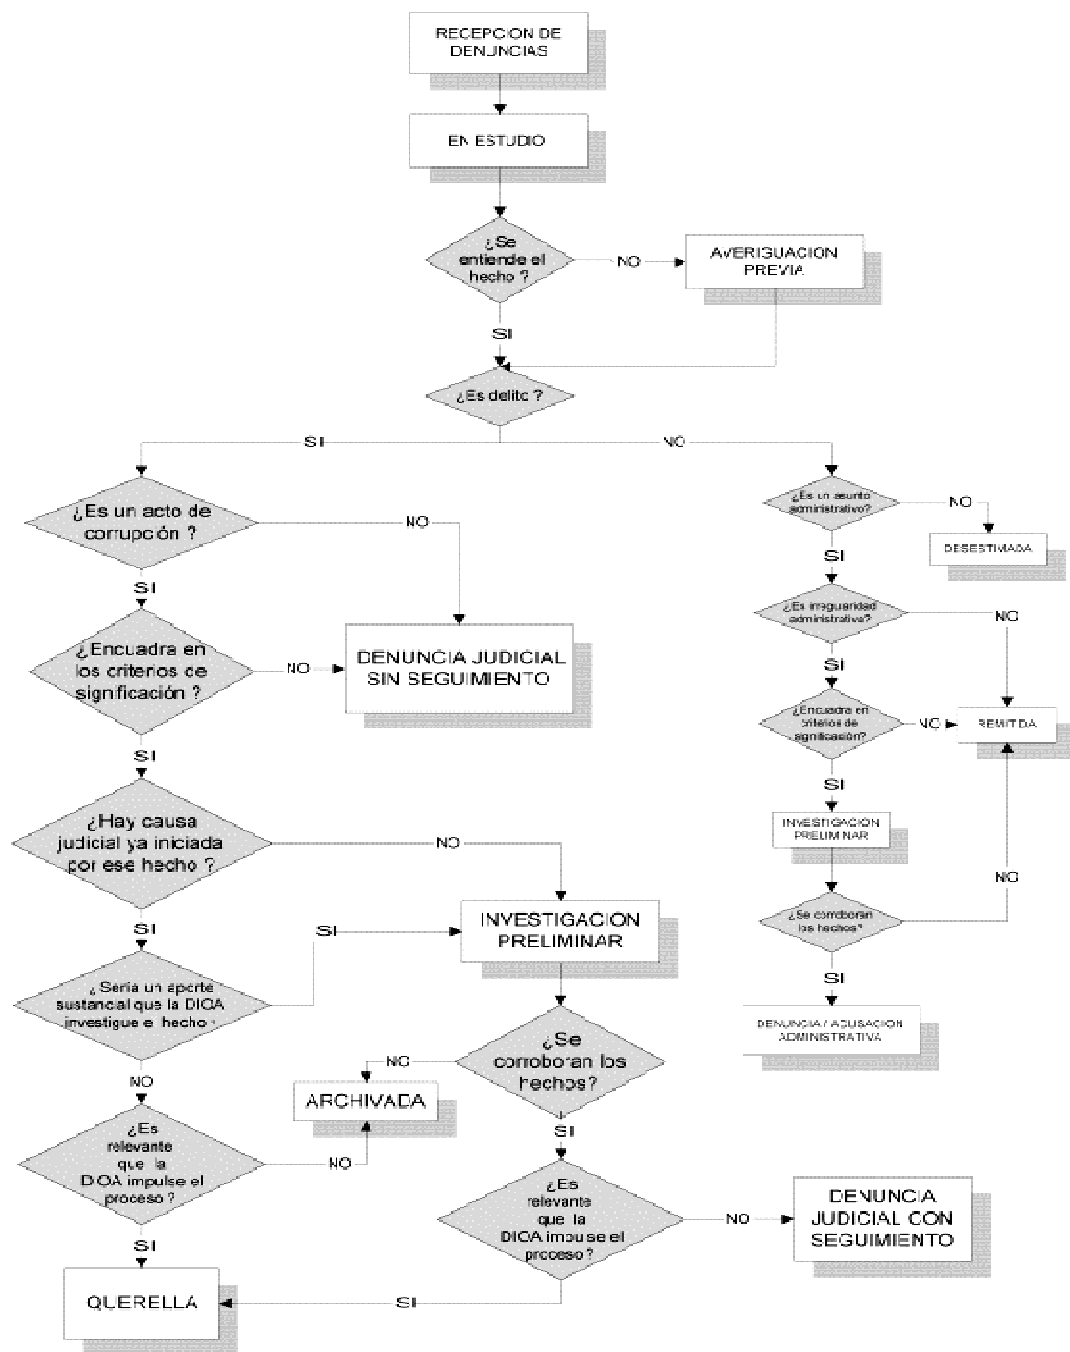 RECEPCION DE
DENUNCIAS
EN ESTUDIO
¿Se
entiende el
hecho ?
NO
AVERIGUACION
PREVIA
SI
¿Es delito ?
SI
NO
¿Es un acto de
corrupción ?
NO
¿Es un asunto
administrativo?
NO
DESESTIMADA
SI
SI
¿Encuadra en
los criterios de
significación ?
NO
DENUNCIA JUDICIAL
SIN SEGUIMIENTO
¿Es irregularidad
administrativa?
NO
SI
¿Encuadra en
criterios de
significación?
NO
REMITIDA
SI
SI
¿Hay causa
judicial ya iniciada
por ese hecho ?
NO
INVESTIGACION
PRELIMINAR
NO
SI
SI
INVESTIGACION
PRELIMINAR
¿Se corroboran
los hechos?
¿Sería un aporte
sustancial que la DIOA
investigue el hecho
SI
DENUNCIA / ACUSACION
ADMINISTRATIVA
¿Se
corroboran los
hechos?
NO
ARCHIVADA
NO
SI
¿Es
relevante
que la
DIOA impulse el
proceso ?
NO
¿Es
relevante
que la
DIOA impulse el
proceso ?
NO
DENUNCIA
JUDICIAL CON
SEGUIMIENTO
SI
QUERELLA
SI